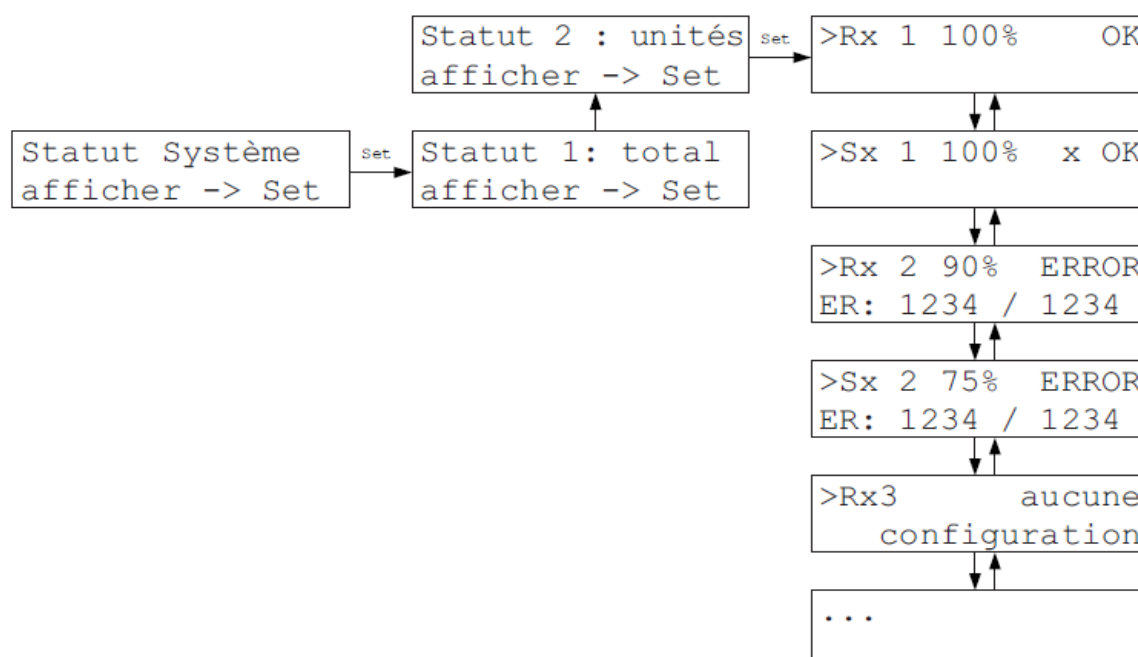 Statut 2 : unités
afficher -> Set
Set
>Rx 1 100% OK
Statut Système
afficher -> Set
Set
Statut 1: total
afficher -> Set
>Sx 1 100% x OK
>Rx 2 90% ERROR
ER: 1234 / 1234
>Sx 2 75% ERROR
ER: 1234 / 1234
>Rx3 aucune
configuration
...